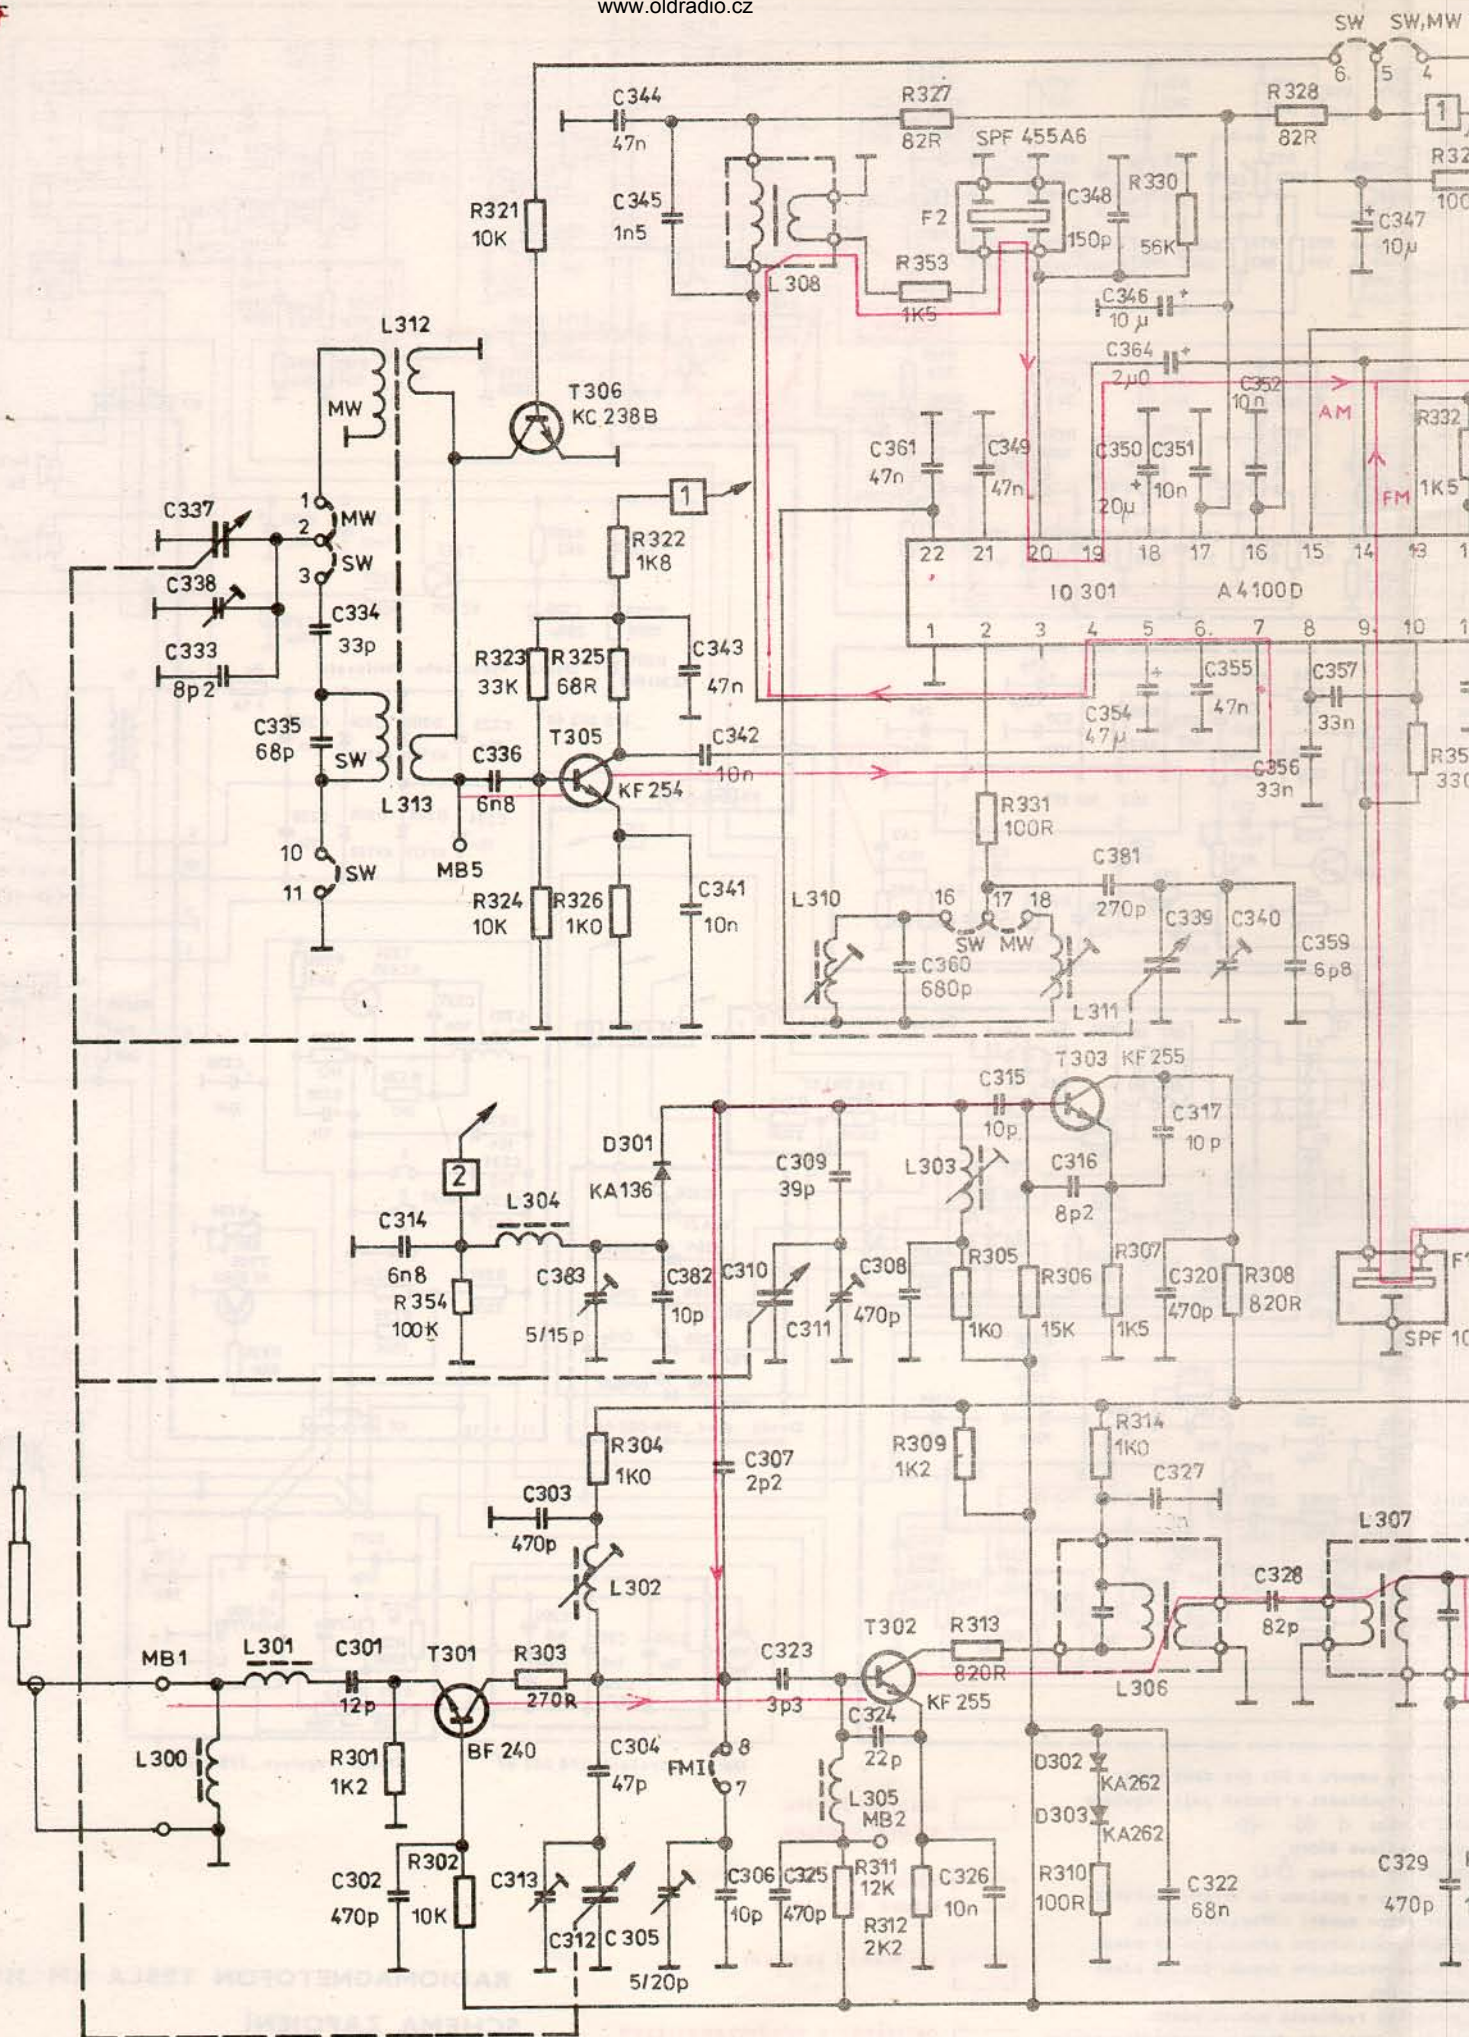 www.oldradio.cz
SW SW,MW
6. 5 4
C344
47n
R327
82R
SPF 455A6
R328
82R
1
R321
10K
C345
1n5
F2
C348
150p
R330
56K
C347
10µ
L308
R353
1K5
C346
10 µ
L312
C364
2µ0
MW
T306
KC 238B
C352
10n
AM
R332
1K5
C361
47n
C349
47n
C350
20µ
C351
10n
FM
C337
1
2
3
MW
SW
1
R322
1K8
22 21 20 19 18 17 16 15 14 13
IO 301 A 4100D
1 2 3 4 5 6. 7 8 9. 10
C338
C334
33p
C333
8p2
R323
33K
R325
68R
C343
47n
C354
47µ
C355
47n
C357
33n
C335
68p
SW
L313
C336
6n8
T305
KF 254
C342
10n
C356
33n
R331
100R
10
11
SW
MB5
R324
10K
R326
1K0
C341
10n
L310
16 17 18
SW MW
C381
270p
C339
C340
C359
6p8
C360
680p
L311
T303 KF 255
C315
10p
C317
10 p
2
L304
D301
KA136
C309
39p
L303
C316
8p2
C314
6n8
R354
100K
C383
5/15p
C382
10p
C310
C311
C308
470p
R305
1K0
R306
15K
R307
1K5
C320
470p
R308
820R
SPF 10
R304
1K0
C307
2p2
R309
1K2
R314
1K0
C327
C303
470p
L302
L307
C328
82p
MB1
L301
C301
12p
T301
BF 240
R303
270R
C323
3p3
T302
KF 255
R313
820R
L306
L300
R301
1K2
C304
47p
FMI
8
7
C324
22p
L305
MB2
D302
KA262
D303
KA262
C302
470p
R302
10K
C313
C312
C305
5/20p
C306
10p
C325
470p
R311
12K
R312
2K2
C326
10n
R310
100R
C322
68n
C329
470p